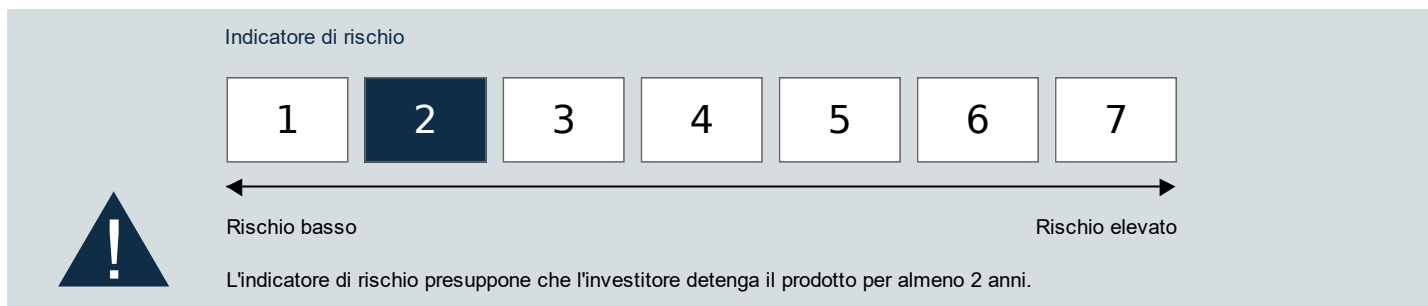 Indicatore di rischio
1 2 3 4 5 6 7
Rischio basso Rischio elevato
!
L'indicatore di rischio presuppone che l'investitore detenga il prodotto per almeno 2 anni.